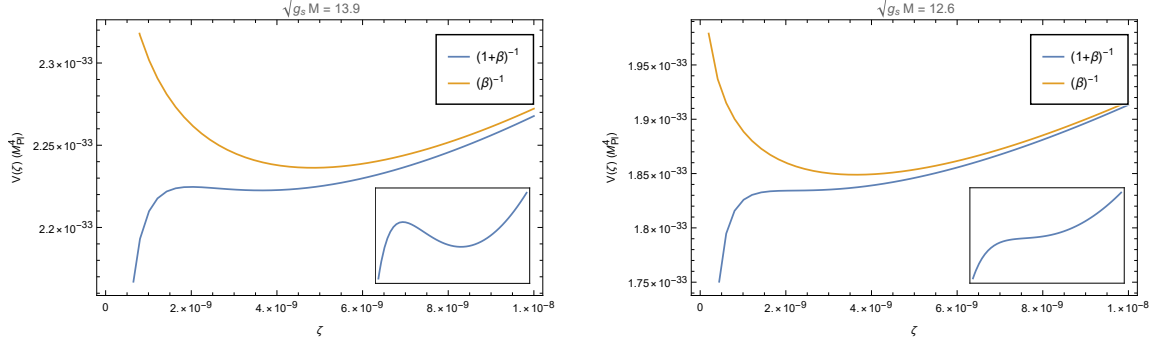 √g_s M = 13.9
(1+β)⁻¹
(β)⁻¹
V(ζ) (M⁴_Pl)
2.3×10⁻³³
2.25×10⁻³³
2.2×10⁻³³
0 2.×10⁻⁹ 4.×10⁻⁹ 6.×10⁻⁹ 8.×10⁻⁹ 1.×10⁻⁸
ζ
√g_s M = 12.6
(1+β)⁻¹
(β)⁻¹
V(ζ) (M⁴_Pl)
1.95×10⁻³³
1.9×10⁻³³
1.85×10⁻³³
1.8×10⁻³³
1.75×10⁻³³
0 2.×10⁻⁹ 4.×10⁻⁹ 6.×10⁻⁹ 8.×10⁻⁹ 1.×10⁻⁸
ζ